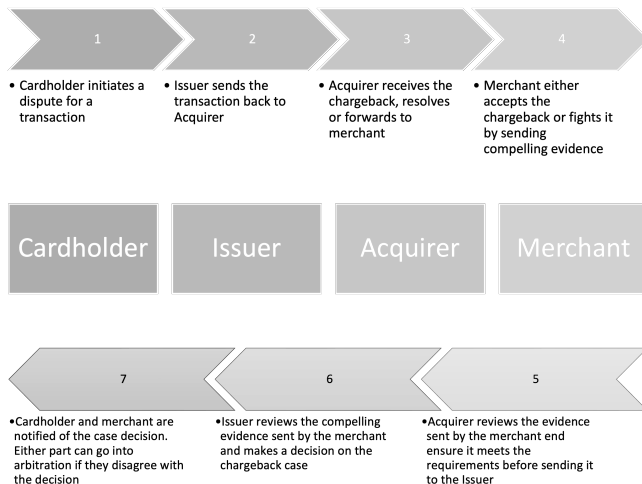 1
2
3
4
• Cardholder initiates a
dispute for a
transaction
• Issuer sends the
transaction back to
Acquirer
• Acquirer receives the
chargeback, resolves
or forwards to
merchant
• Merchant either
accepts the
chargeback or fights it
by sending
compelling evidence
Cardholder
Issuer
Acquirer
Merchant
7
6
5
•Cardholder and merchant are
notified of the case decision.
Either part can go into
arbitration if they disagree with
the decision
•Issuer reviews the compelling
evidence sent by the merchant
and makes a decision on the
chargeback case
•Acquirer reviews the evidence
sent by the merchant end
ensure it meets the
requirements before sending it
to the Issuer